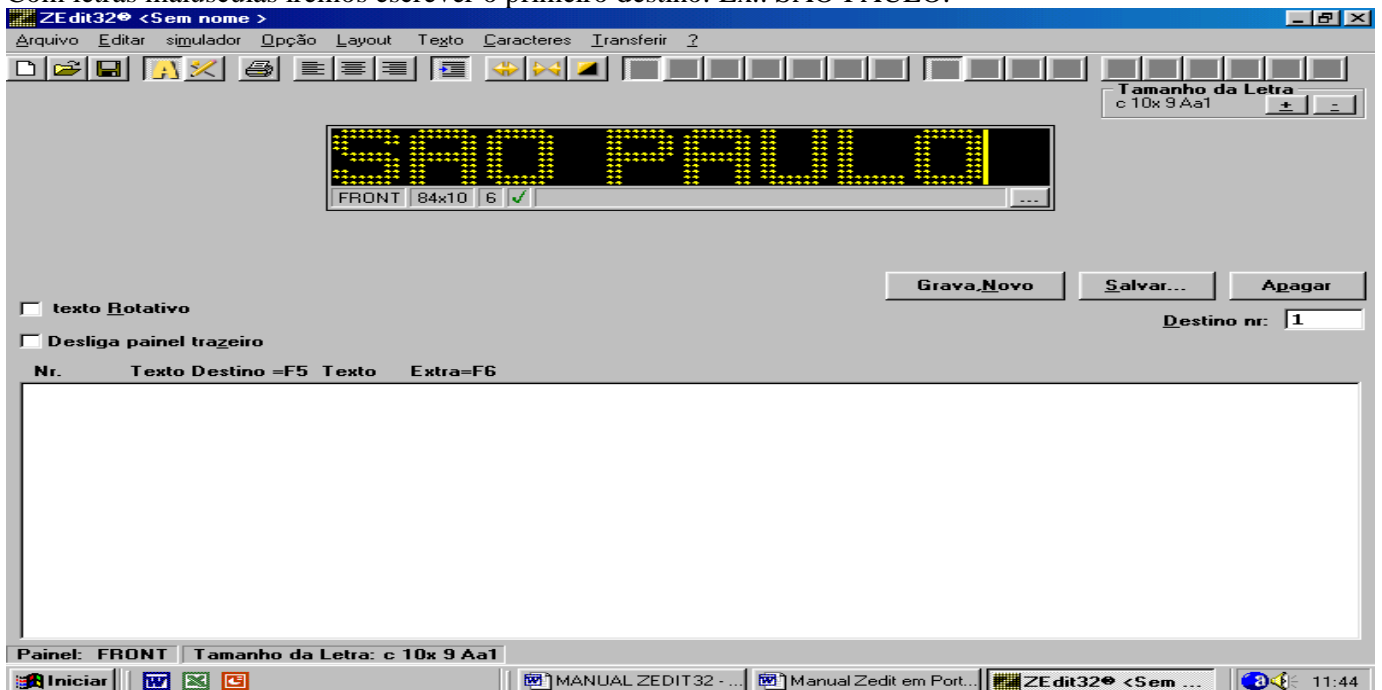 Com letras maiúsculas iremos escrever o primeiro destino. Ex.: SÃO PAULO.
ZEdit32® <Sem nome >
Arquivo Editar simulador Opção Layout Texto Caracteres Transferir ?
Tamanho da Letra
c 10x 9 Aa1 + -
SAO PAULO
FRONT 84x10 6 ...
Grava,Novo Salvar... Apagar
texto Rotativo
Destino nr: 1
Desliga painel trazeiro
Nr. Texto Destino =F5 Texto Extra=F6
Painel: FRONT Tamanho da Letra: c 10x 9 Aa1
Iniciar MANUAL ZEDIT32 - ... Manual Zedit em Port... ZEdit32® <Sem ... 11:44